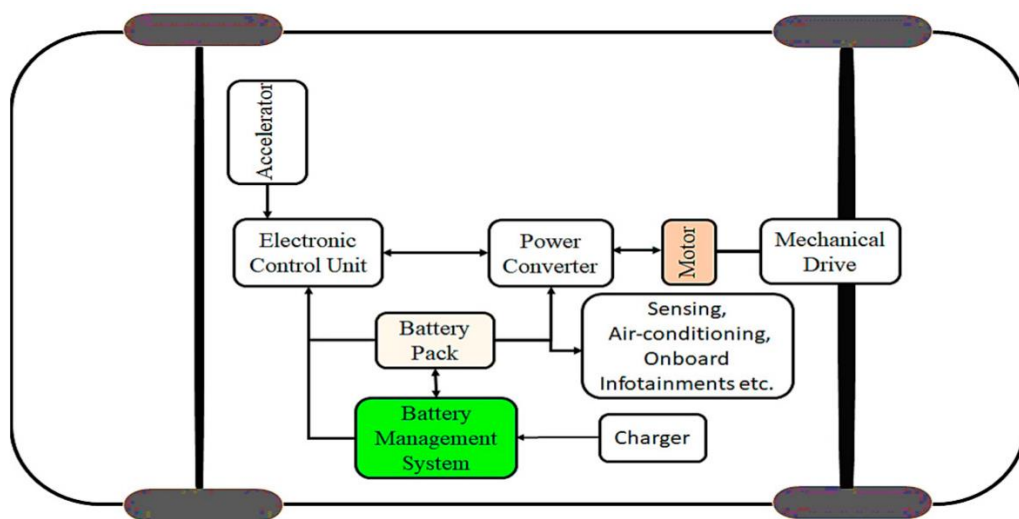 Accelerator
Electronic
Control Unit
Power
Converter
Motor
Mechanical
Drive
Sensing,
Air-conditioning,
Onboard
Infotainments etc.
Battery
Pack
Battery
Management
System
Charger